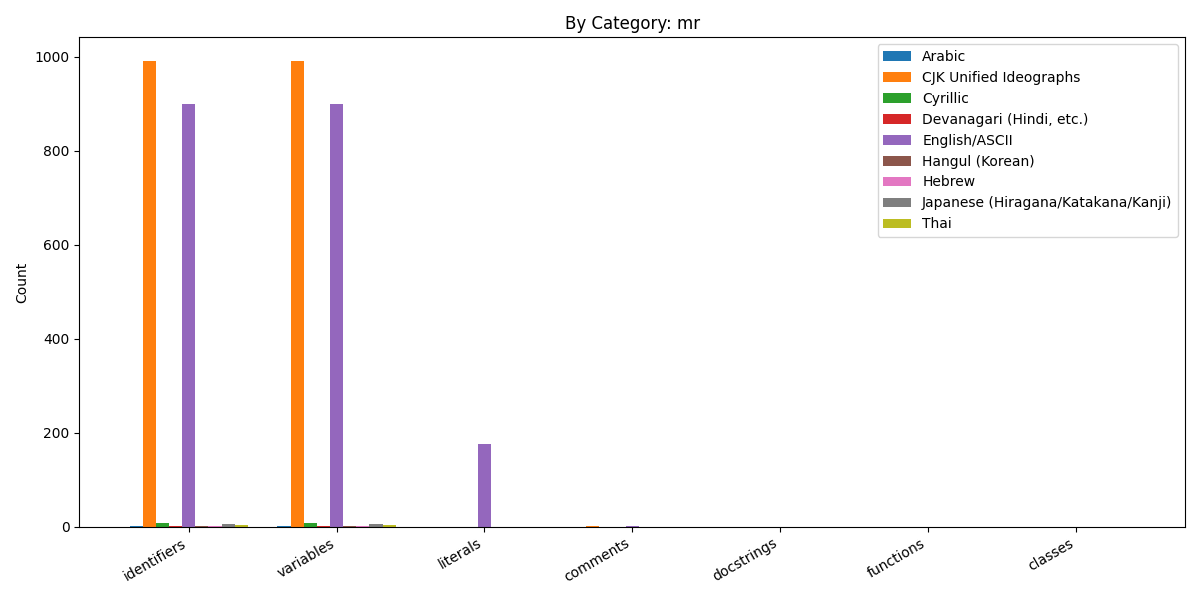 By Category: mr
Count
1000
800
600
400
200
0
identifiers
variables
literals
comments
docstrings
functions
classes
Arabic
CJK Unified Ideographs
Cyrillic
Devanagari (Hindi, etc.)
English/ASCII
Hangul (Korean)
Hebrew
Japanese (Hiragana/Katakana/Kanji)
Thai